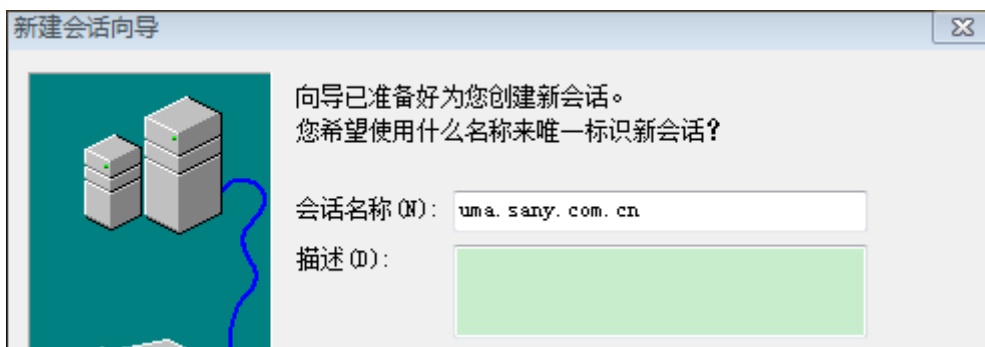 新建会话向导
向导已准备好为您创建新会话。
您希望使用什么名称来唯一标识新会话?
会话名称(N): uma.sany.com.cn
描述(D):